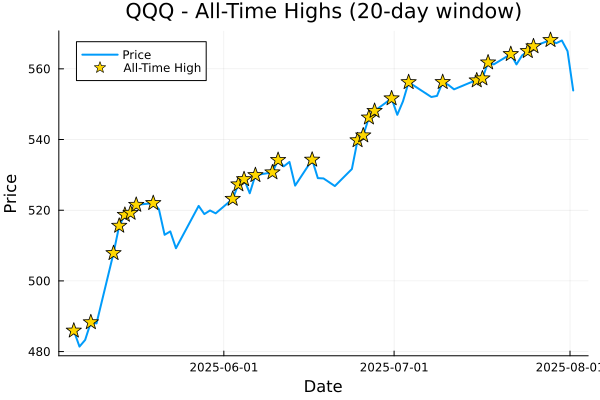 QQQ - All-Time Highs (20-day window)
Price
All-Time High
560
540
520
500
480
Price
2025-06-01
2025-07-01
2025-08-01
Date